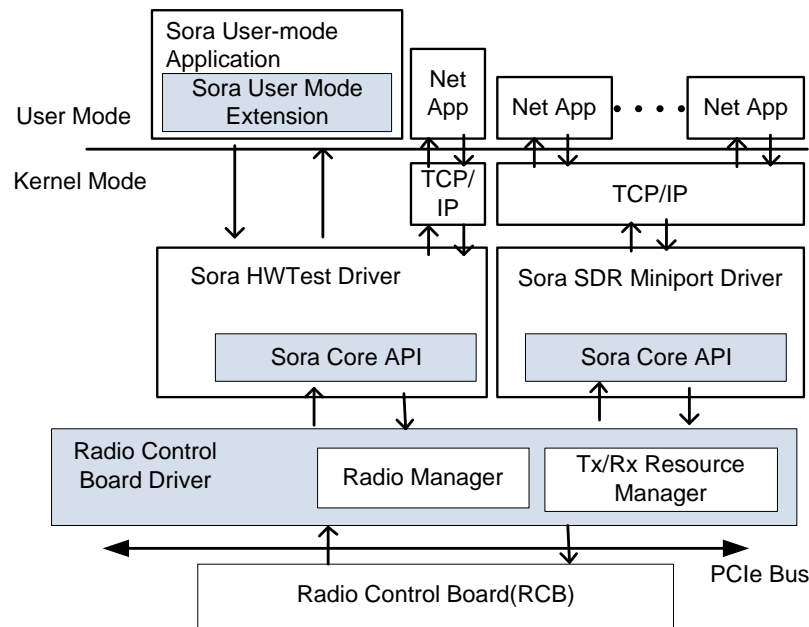 Sora User-mode
Application
Sora User Mode
Extension
Net
App
Net App
Net App
User Mode
Kernel Mode
TCP/
IP
TCP/IP
Sora HWTest Driver
Sora SDR Miniport Driver
Sora Core API
Sora Core API
Radio Control
Board Driver
Radio Manager
Tx/Rx Resource
Manager
PCIe Bus
Radio Control Board(RCB)